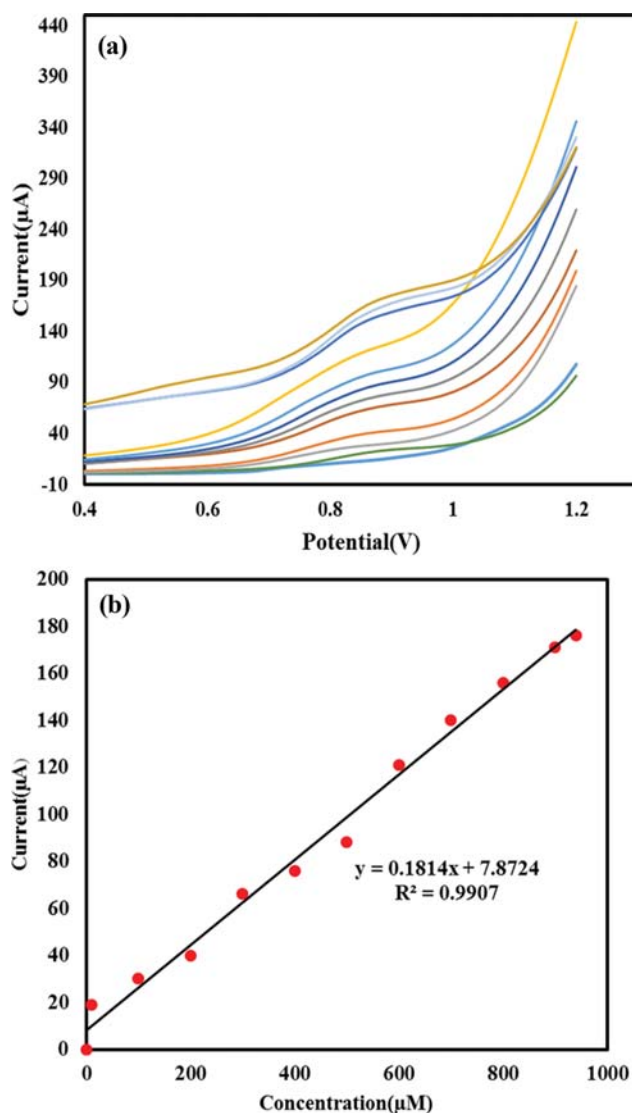 (a)
440
390
340
290
240
190
140
90
40
-10
Current(µA)
0.4 0.6 0.8 1 1.2
Potential(V)
(b)
200
180
160
140
120
100
80
60
40
20
0
Current(µA)
y = 0.1814x + 7.8724
R² = 0.9907
0 200 400 600 800 1000
Concentration(µM)